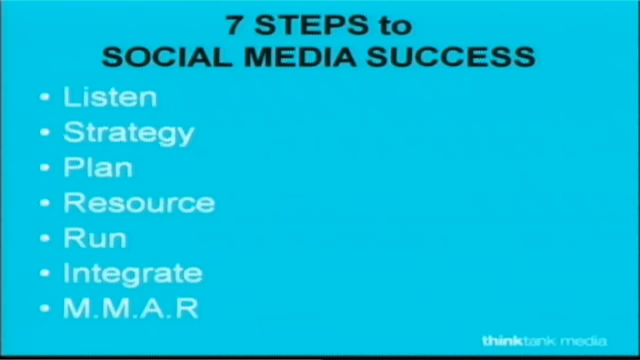 7 STEPS to
SOCIAL MEDIA SUCCESS
• Listen
• Strategy
• Plan
• Resource
• Run
• Integrate
• M.M.A.R
thinktank media